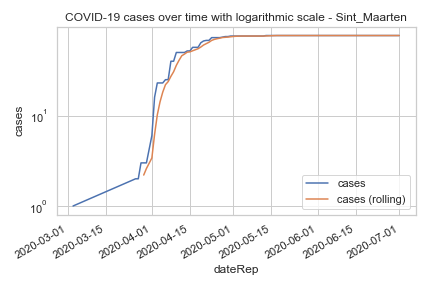 COVID-19 cases over time with logarithmic scale - Sint_Maarten
cases
10¹
10⁰
cases
cases (rolling)
2020-03-01
2020-03-15
2020-04-01
2020-04-15
2020-05-01
2020-05-15
2020-06-01
2020-06-15
2020-07-01
dateRep